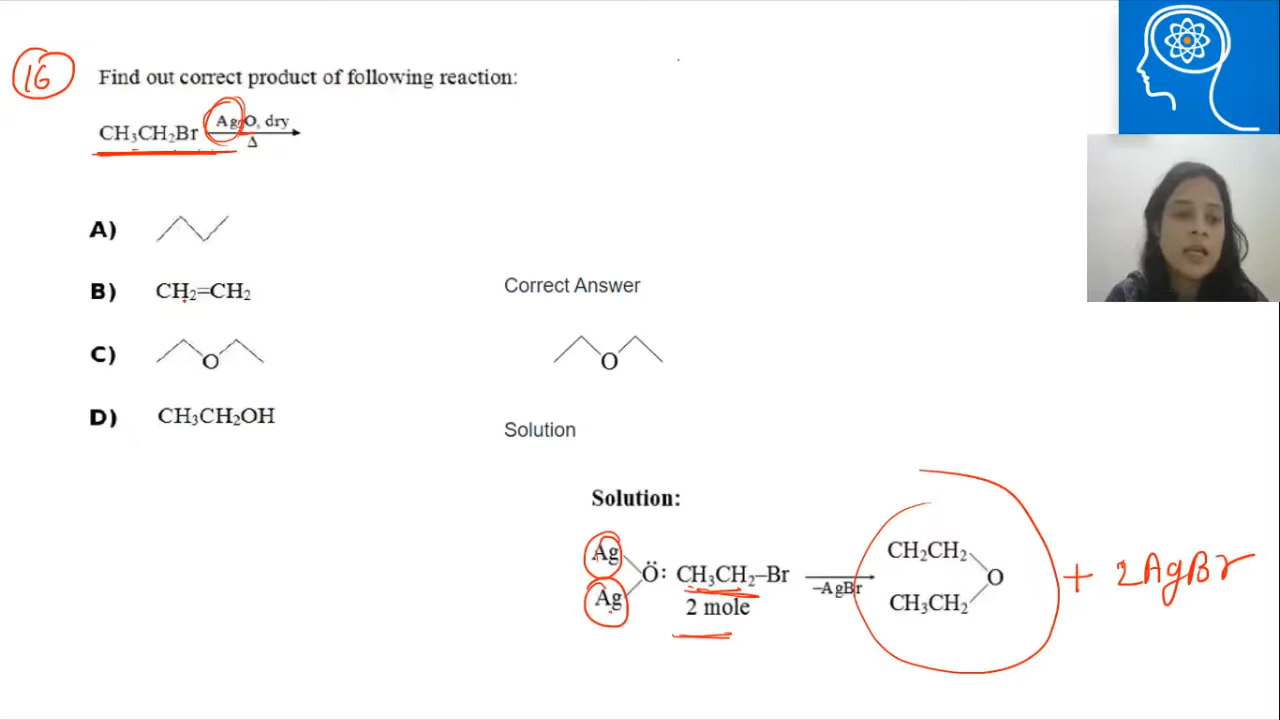 16
Find out correct product of following reaction:
CH₃CH₂Br Ag₂O, dry
Δ
A)
B) CH₂=CH₂
C) O
D) CH₃CH₂OH
Correct Answer
O
Solution
Solution:
Ag
Ag
Ö: CH₃CH₂–Br
2 mole
–AgBr
CH₂CH₂
O
CH₃CH₂
+ 2AgBr